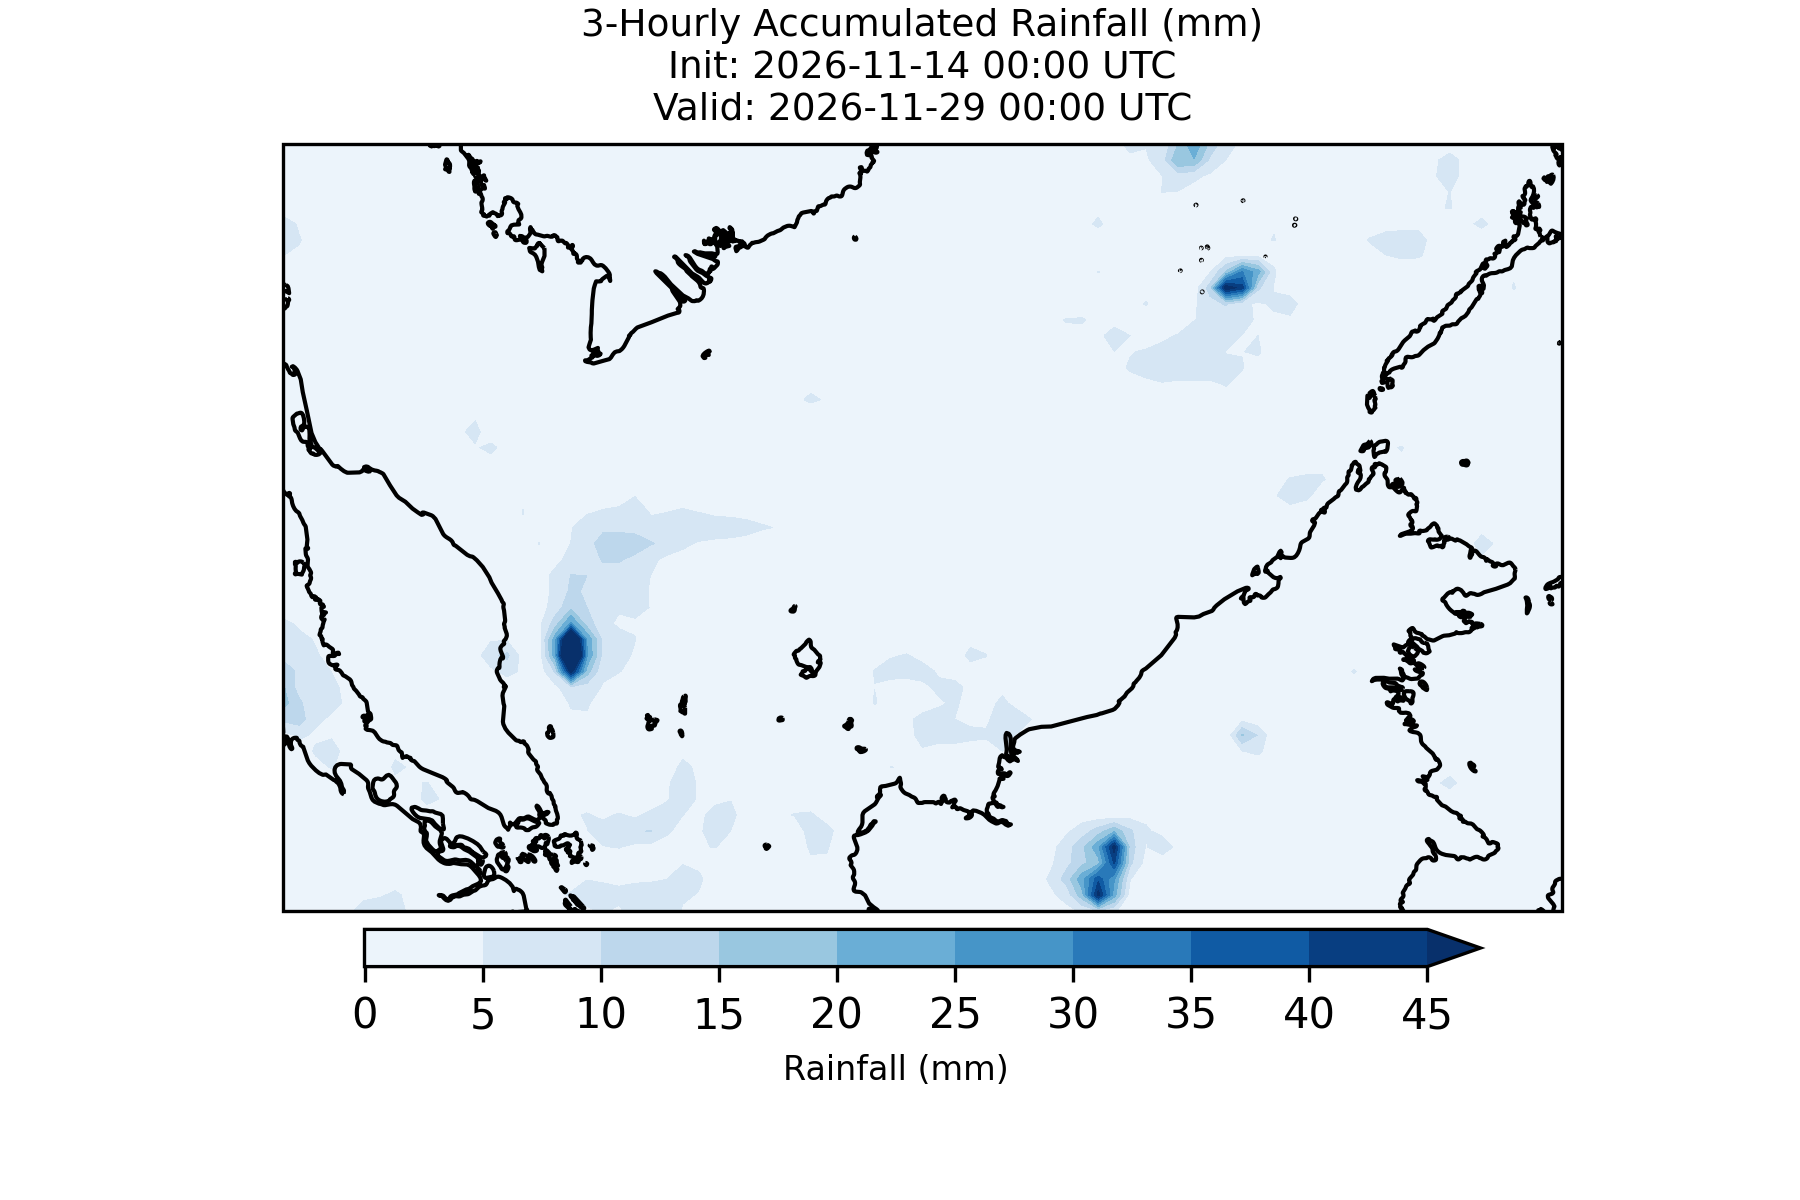 3-Hourly Accumulated Rainfall (mm)
Init: 2026-11-14 00:00 UTC
Valid: 2026-11-29 00:00 UTC
0 5 10 15 20 25 30 35 40 45
Rainfall (mm)